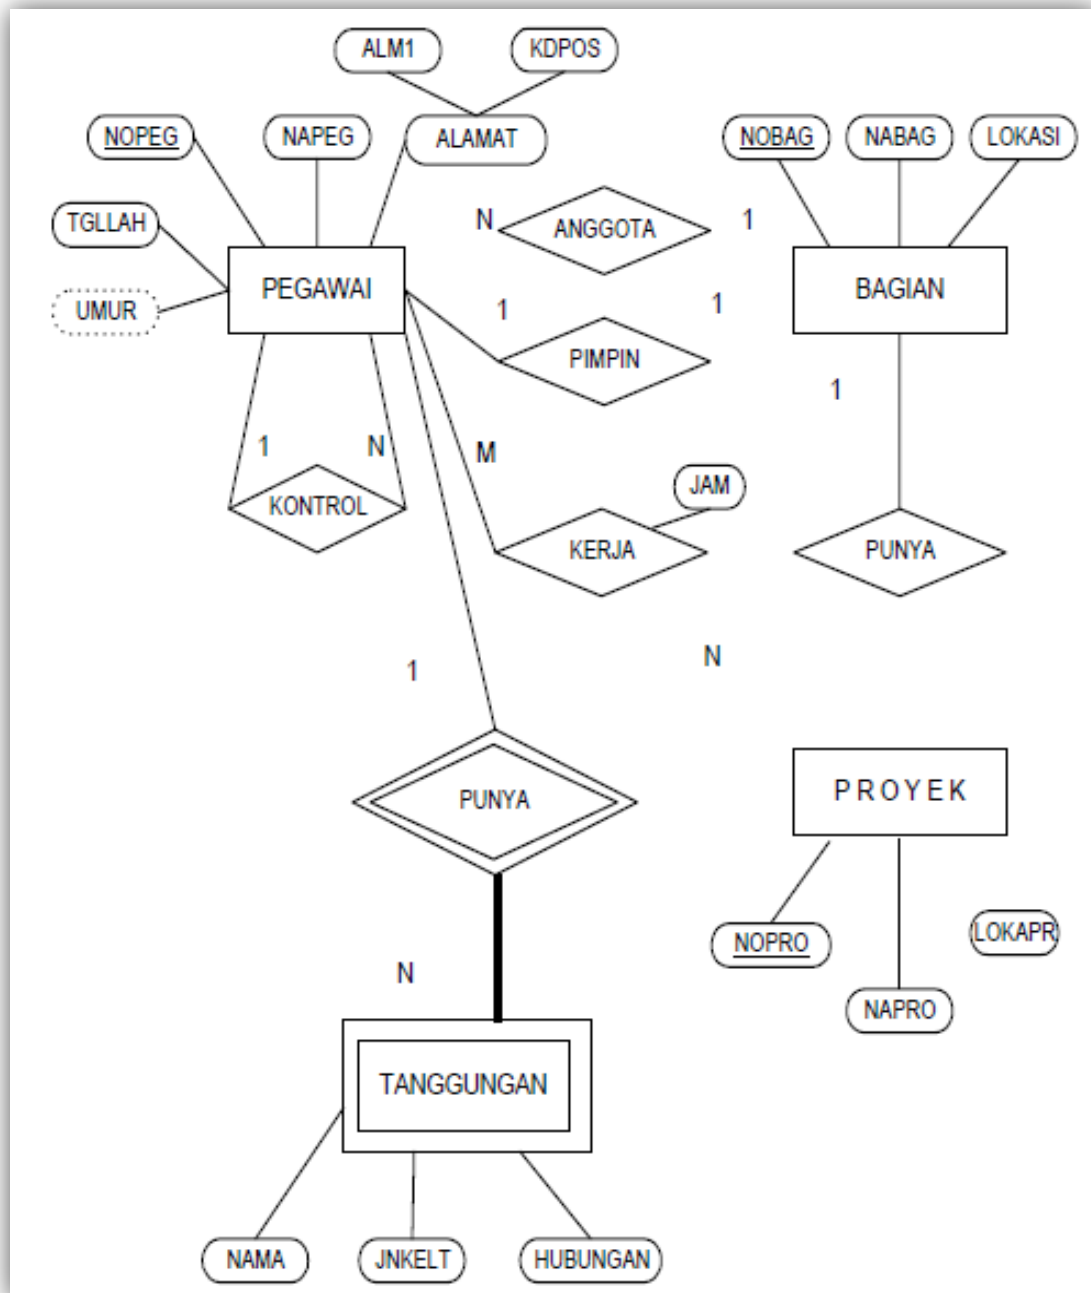 ALM1
KDPOS
NOPEG
NAPEG
ALAMAT
NOBAG
NABAG
LOKASI
TGLLAH
N
ANGGOTA
1
PEGAWAI
BAGIAN
UMUR
1
1
PIMPIN
1
1
N
M
KONTROL
JAM
KERJA
PUNYA
1
N
PUNYA
PROYEK
NOPRO
LOKAPR
N
NAPRO
TANGGUNGAN
NAMA
JNKELT
HUBUNGAN